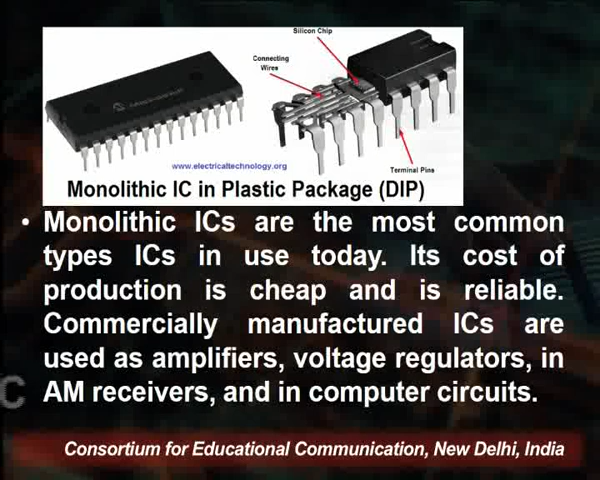 Silicon Chip
Connecting
Wires
www.electricaltechnology.org
Terminal Pins
Monolithic IC in Plastic Package (DIP)
• Monolithic ICs are the most common
types ICs in use today. Its cost of
production is cheap and is reliable.
Commercially manufactured ICs are
used as amplifiers, voltage regulators, in
AM receivers, and in computer circuits.
C
Consortium for Educational Communication, New Delhi, India